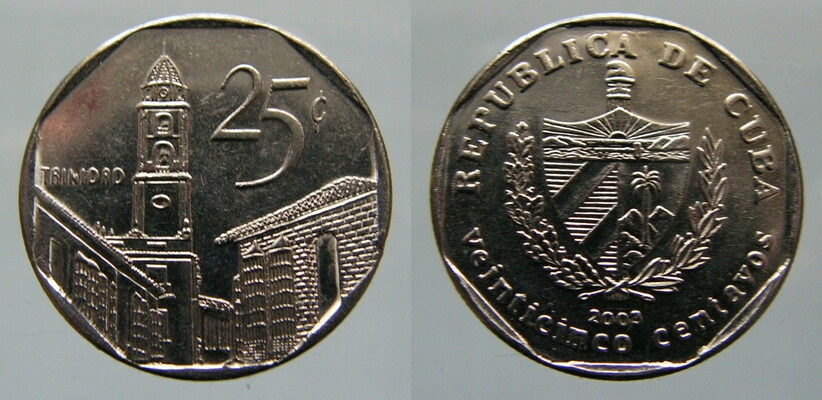 25¢
TRINIDAD
REPUBLICA DE CUBA
2003
veinticinco centavos